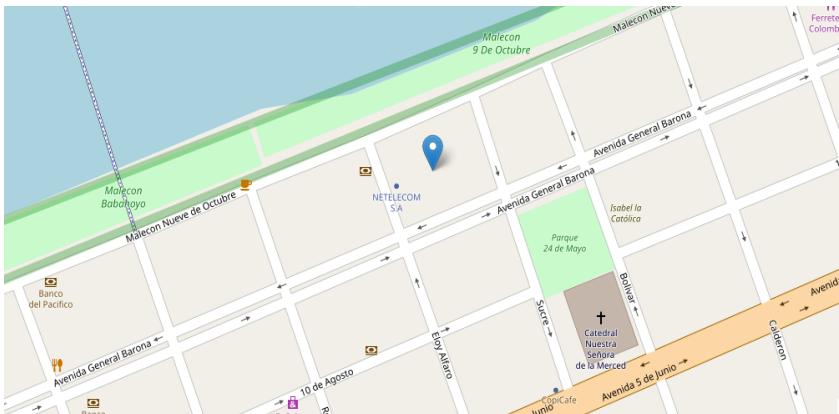 Malecon Nueve
Ferrete
Colomb
Malecon
9 De Octubre
Avenida General Barona
NETELECOM
S.A
Avenida General Barona
Malecon
Babahoyo
Malecon Nueve de Octubre
Isabel la
Católica
Parque
24 de Mayo
Banco
del Pacifico
Bolivar
Sucre
Avenid
Catedral
Nuestra
Señora
de la Merced
Eloy Alfaro
Calderon
Avenida General Barona
10 de Agosto
Avenida 5 de Junio
CopiCafe
Junio
Banco